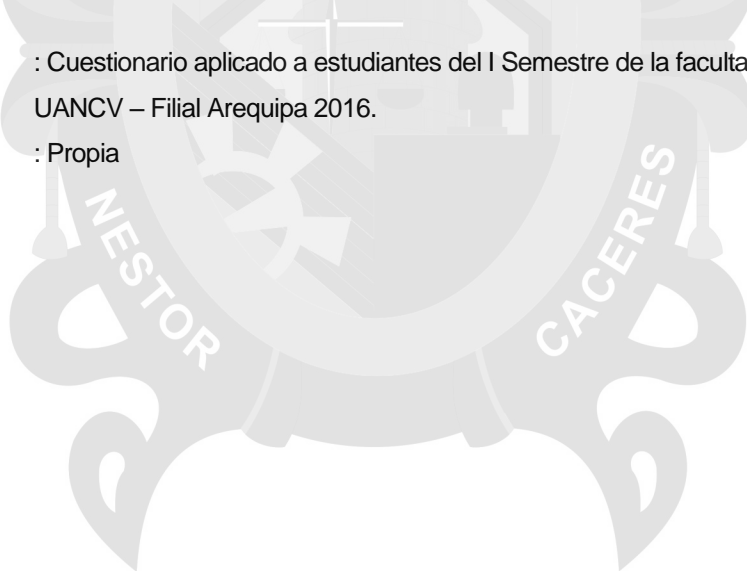 : Cuestionario aplicado a estudiantes del I Semestre de la faculta
UANCV – Filial Arequipa 2016.
: Propia
NESTOR
CACERES